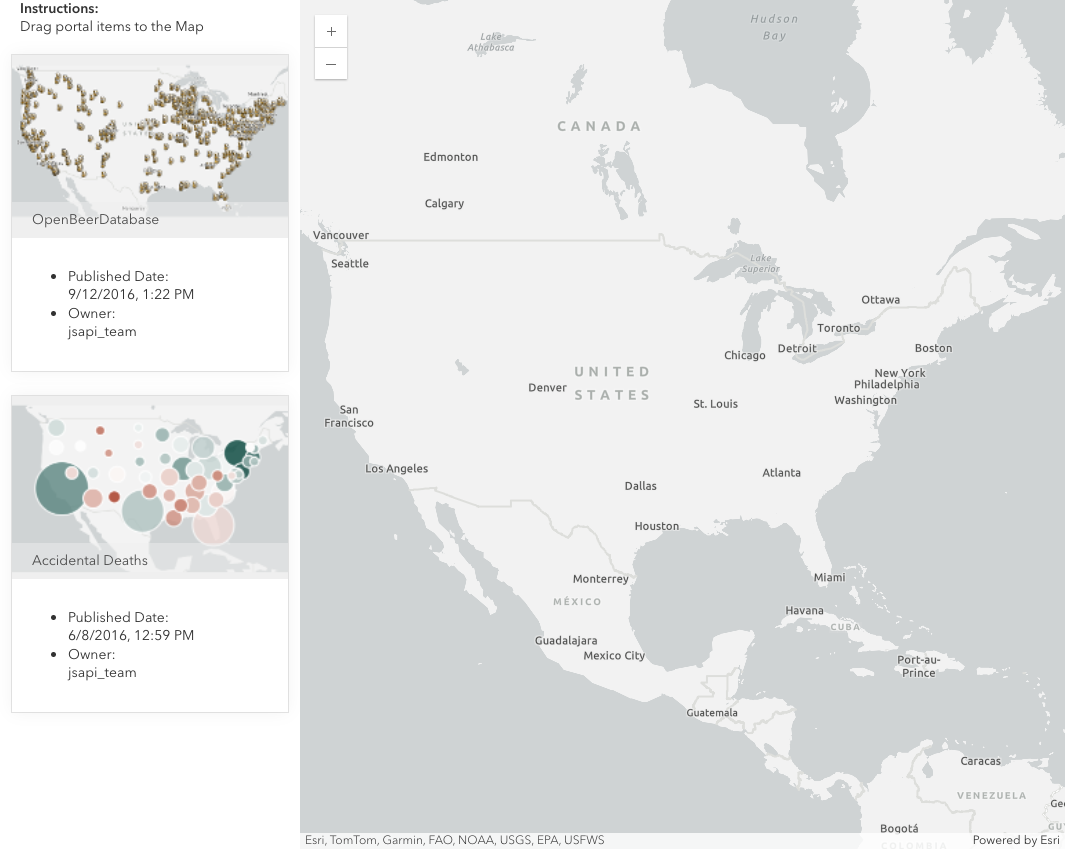 Instructions:
Drag portal items to the Map
OpenBeerDatabase
Published Date:
9/12/2016, 1:22 PM
Owner:
jsapi_team
Accidental Deaths
Published Date:
6/8/2016, 12:59 PM
Owner:
jsapi_team
+
−
Hudson
Bay
Lake
Athabasca
CANADA
Edmonton
Calgary
Vancouver
Seattle
Lake
Superior
Ottawa
Toronto
Detroit
Chicago
Boston
New York
Philadelphia
Washington
UNITED
STATES
Denver
St. Louis
San
Francisco
Los Angeles
Atlanta
Dallas
Houston
Monterrey
MÉXICO
Miami
Havana
CUBA
Guadalajara
Mexico City
Port-au-
Prince
Guatemala
Caracas
VENEZUELA
Geo
GUY
Bogotá
COLOMBIA
Esri, TomTom, Garmin, FAO, NOAA, USGS, EPA, USFWS
Powered by Esri